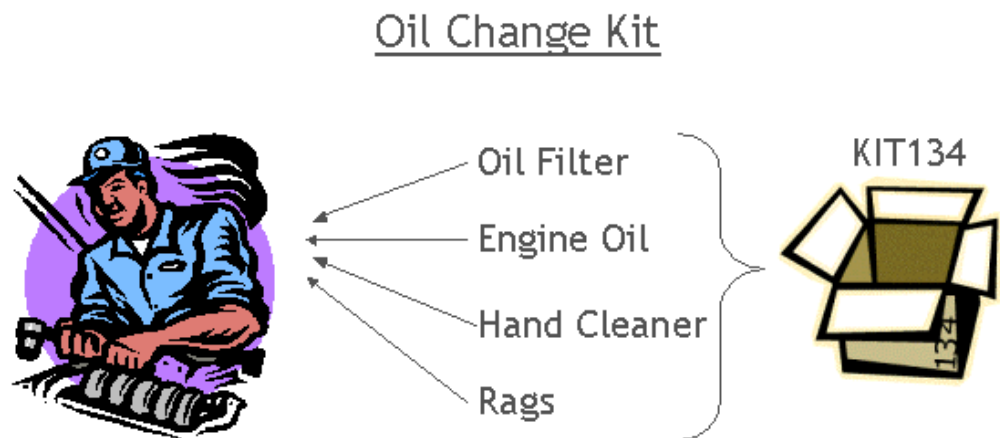 Oil Change Kit
Oil Filter
Engine Oil
Hand Cleaner
Rags
KIT134
134